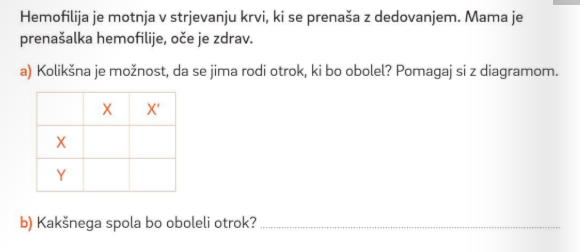 Hemofilija je motnja v strjevanju krvi, ki se prenaša z dedovanjem. Mama je
prenašalka hemofilije, oče je zdrav.
a) Kolikšna je možnost, da se jima rodi otrok, ki bo obolel? Pomagaj si z diagramom.
X X'
X
Y
b) Kakšnega spola bo oboleli otrok?